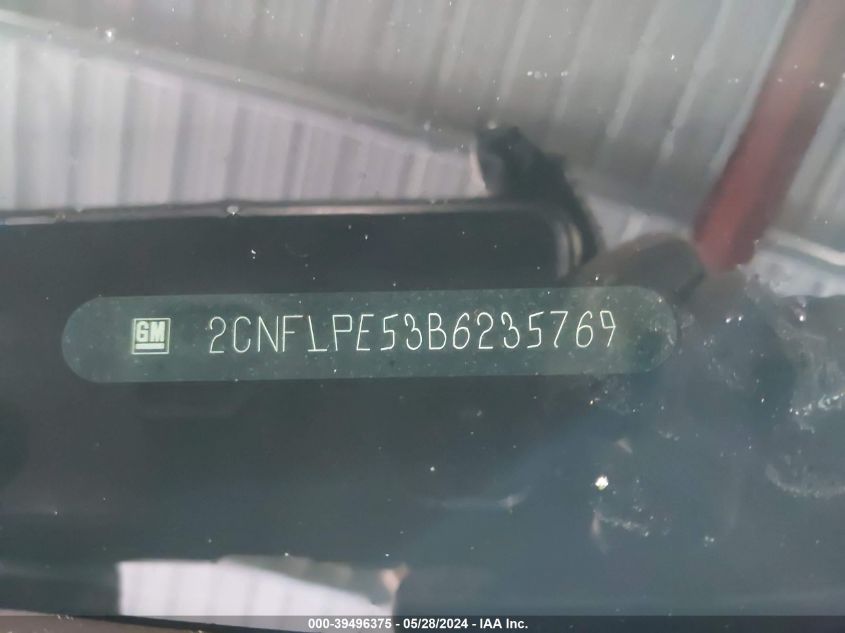 GM 2CNFLPE53B6235769
000-39496375 - 05/28/2024 - IAA Inc.